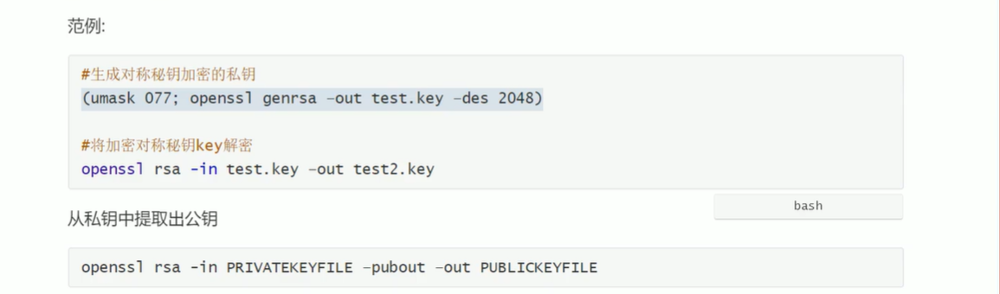 范例:
#生成对称秘钥加密的私钥
(umask 077; openssl genrsa -out test.key -des 2048)
#将加密对称秘钥key解密
openssl rsa -in test.key -out test2.key
bash
从私钥中提取出公钥
openssl rsa -in PRIVATEKEYFILE -pubout -out PUBLICKEYFILE